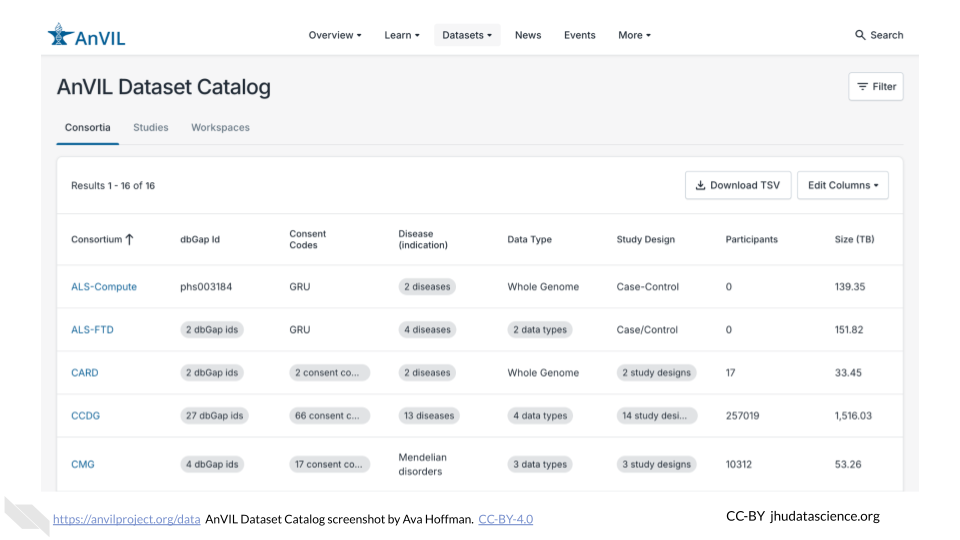 AnVIL
Overview Learn Datasets News Events More Search
AnVIL Dataset Catalog
Filter
Consortia Studies Workspaces
Results 1 - 16 of 16
Download TSV Edit Columns
Consortium ↑ dbGap Id Consent Codes Disease (indication) Data Type Study Design Participants Size (TB)
ALS-Compute phs003184 GRU 2 diseases Whole Genome Case-Control 0 139.35
ALS-FTD 2 dbGap ids GRU 4 diseases 2 data types Case/Control 0 151.82
CARD 2 dbGap ids 2 consent co... 2 diseases Whole Genome 2 study designs 17 33.45
CCDG 27 dbGap ids 66 consent c... 13 diseases 4 data types 14 study desi... 257019 1,516.03
CMG 4 dbGap ids 17 consent co... Mendelian disorders 3 data types 3 study designs 10312 53.26
https://anvilproject.org/data AnVIL Dataset Catalog screenshot by Ava Hoffman. CC-BY-4.0
CC-BY jhudatascience.org